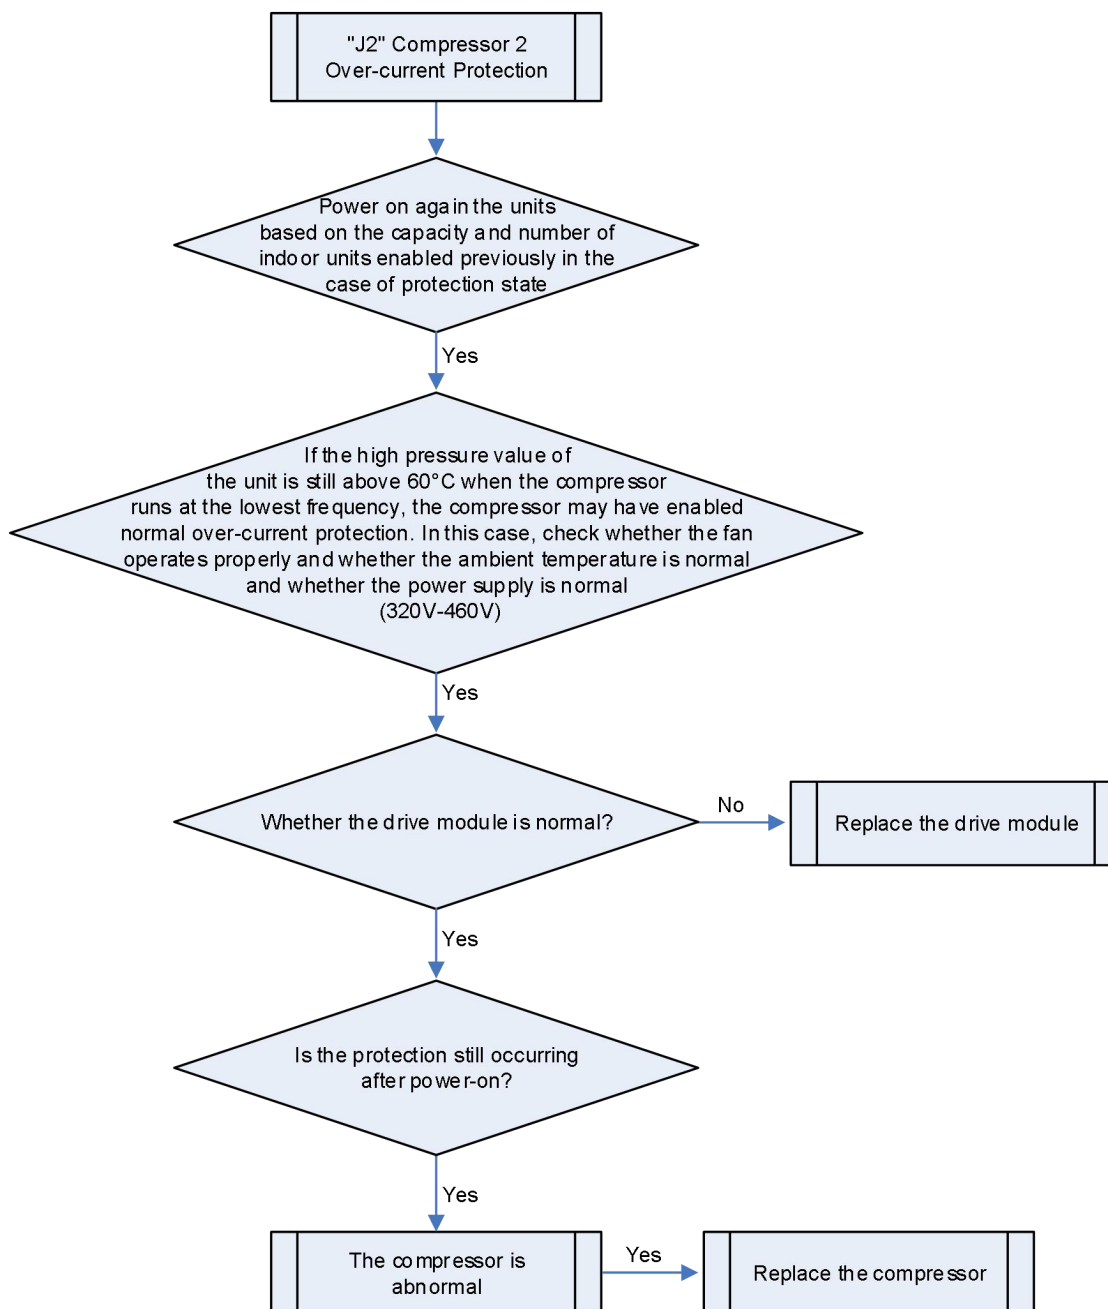 "J2" Compressor 2
Over-current Protection
Power on again the units
based on the capacity and number of
indoor units enabled previously in the
case of protection state
Yes
If the high pressure value of
the unit is still above 60°C when the compressor
runs at the lowest frequency, the compressor may have enabled
normal over-current protection. In this case, check whether the fan
operates properly and whether the ambient temperature is normal
and whether the power supply is normal
(320V-460V)
Yes
Whether the drive module is normal?
No
Replace the drive module
Yes
Is the protection still occurring
after power-on?
Yes
The compressor is
abnormal
Yes
Replace the compressor